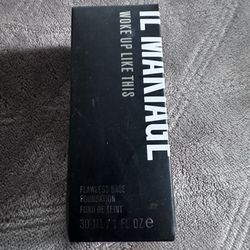 IL MAKIAGE
WOKE UP LIKE THIS
FLAWLESS BASE
FOUNDATION
FOND DE TEINT
30 ML / 1 FL OZ ℮